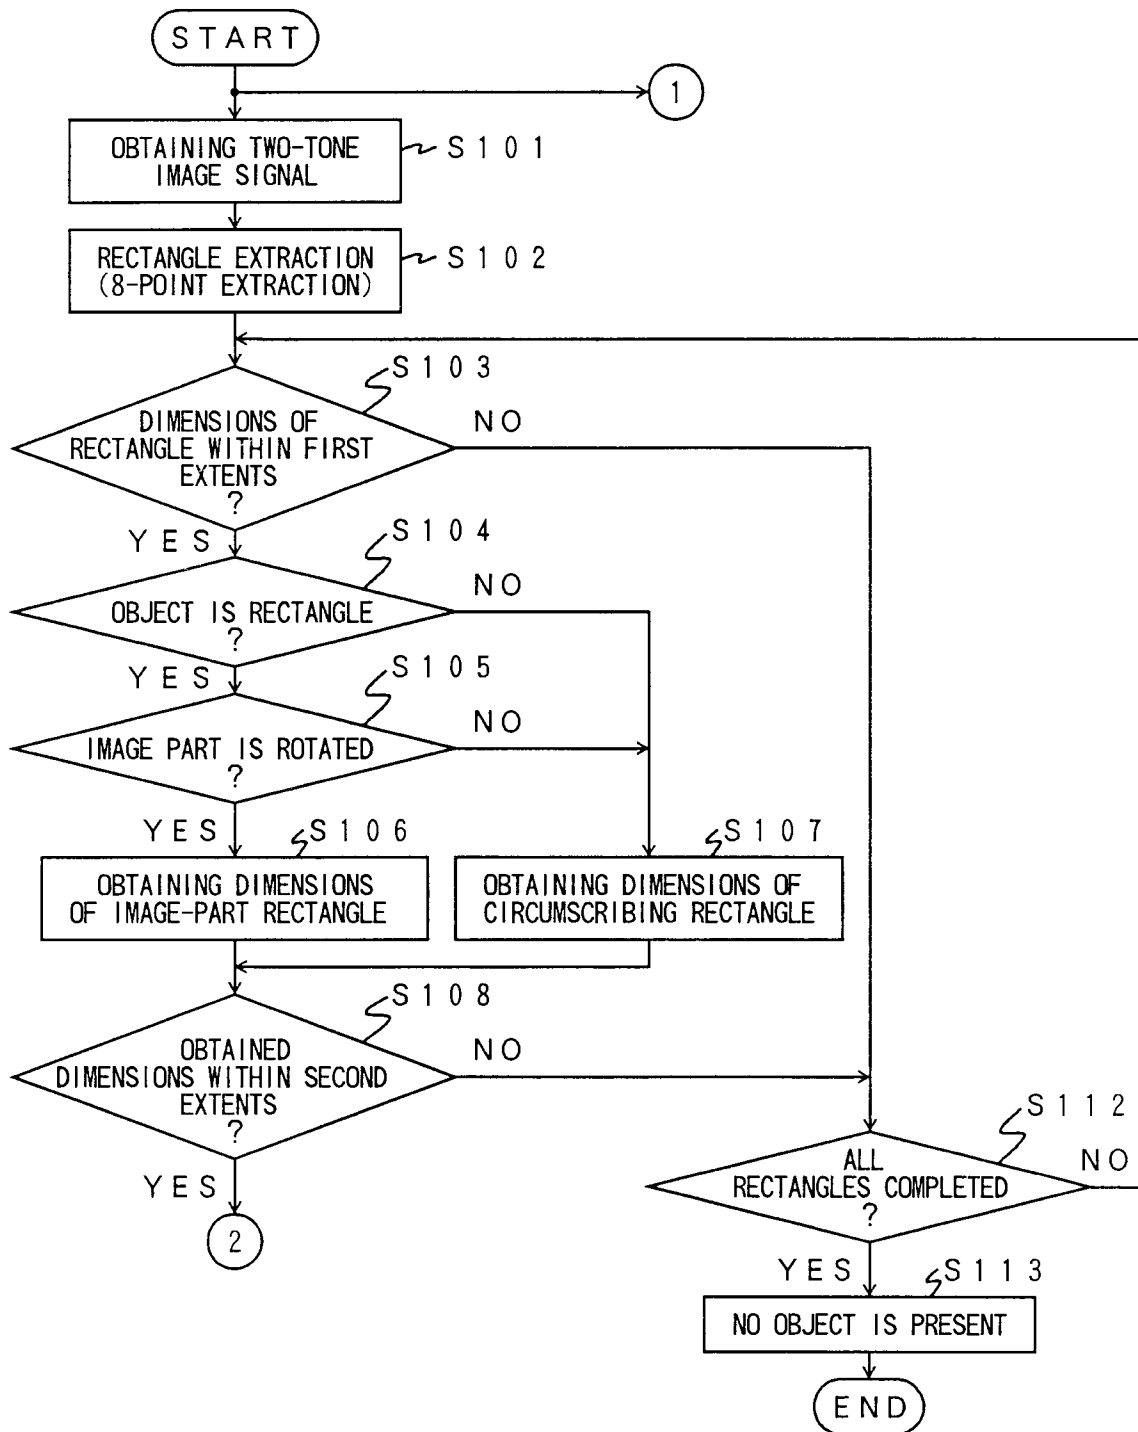 START
1
OBTAINING TWO-TONE
IMAGE SIGNAL
S101
RECTANGLE EXTRACTION
(8-POINT EXTRACTION)
S102
S103
DIMENSIONS OF
RECTANGLE WITHIN FIRST
EXTENTS
?
NO
YES
S104
OBJECT IS RECTANGLE
?
NO
YES
S105
IMAGE PART IS ROTATED
?
NO
YES
S106
OBTAINING DIMENSIONS
OF IMAGE-PART RECTANGLE
S107
OBTAINING DIMENSIONS OF
CIRCUMSCRIBING RECTANGLE
S108
OBTAINED
DIMENSIONS WITHIN SECOND
EXTENTS
?
NO
YES
2
S112
ALL
RECTANGLES COMPLETED
?
NO
YES
S113
NO OBJECT IS PRESENT
END